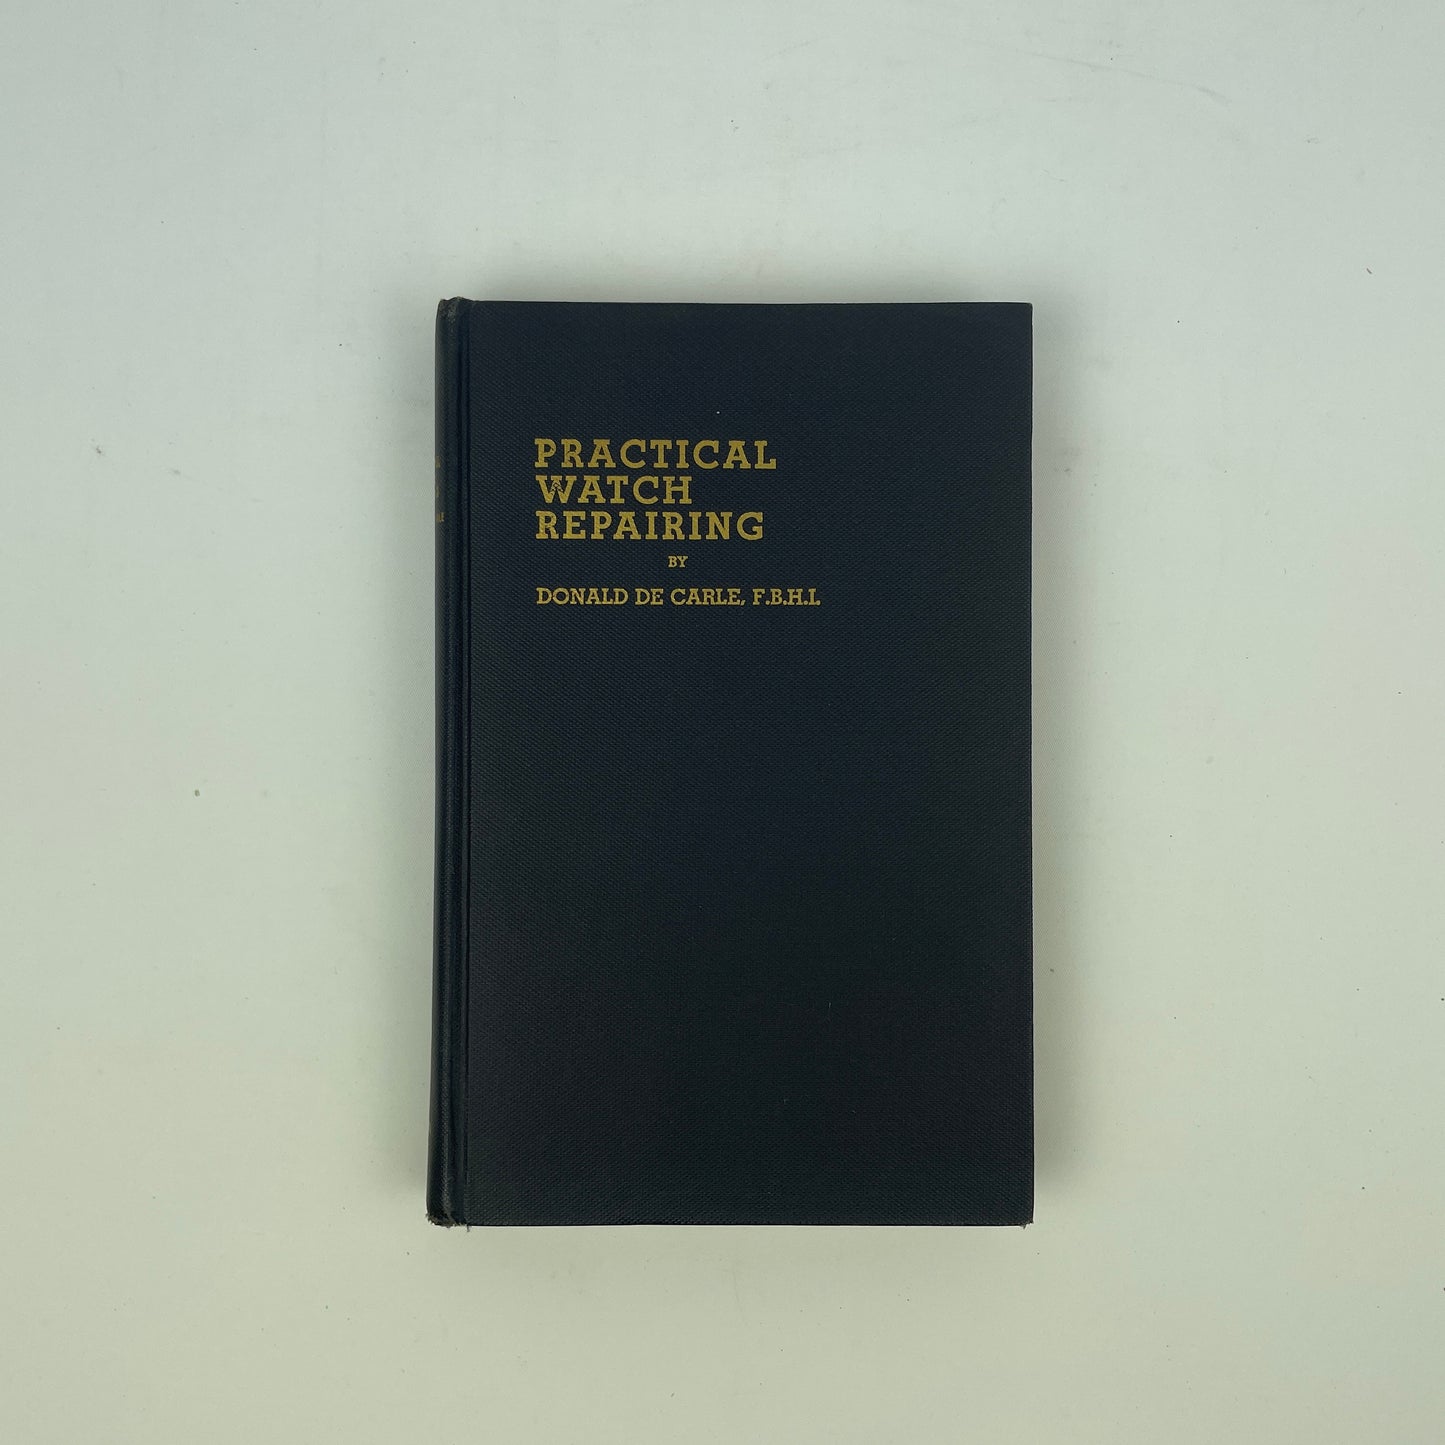 PRACTICAL
WATCH
REPAIRING
BY
DONALD DE CARLE, F.B.H.I.